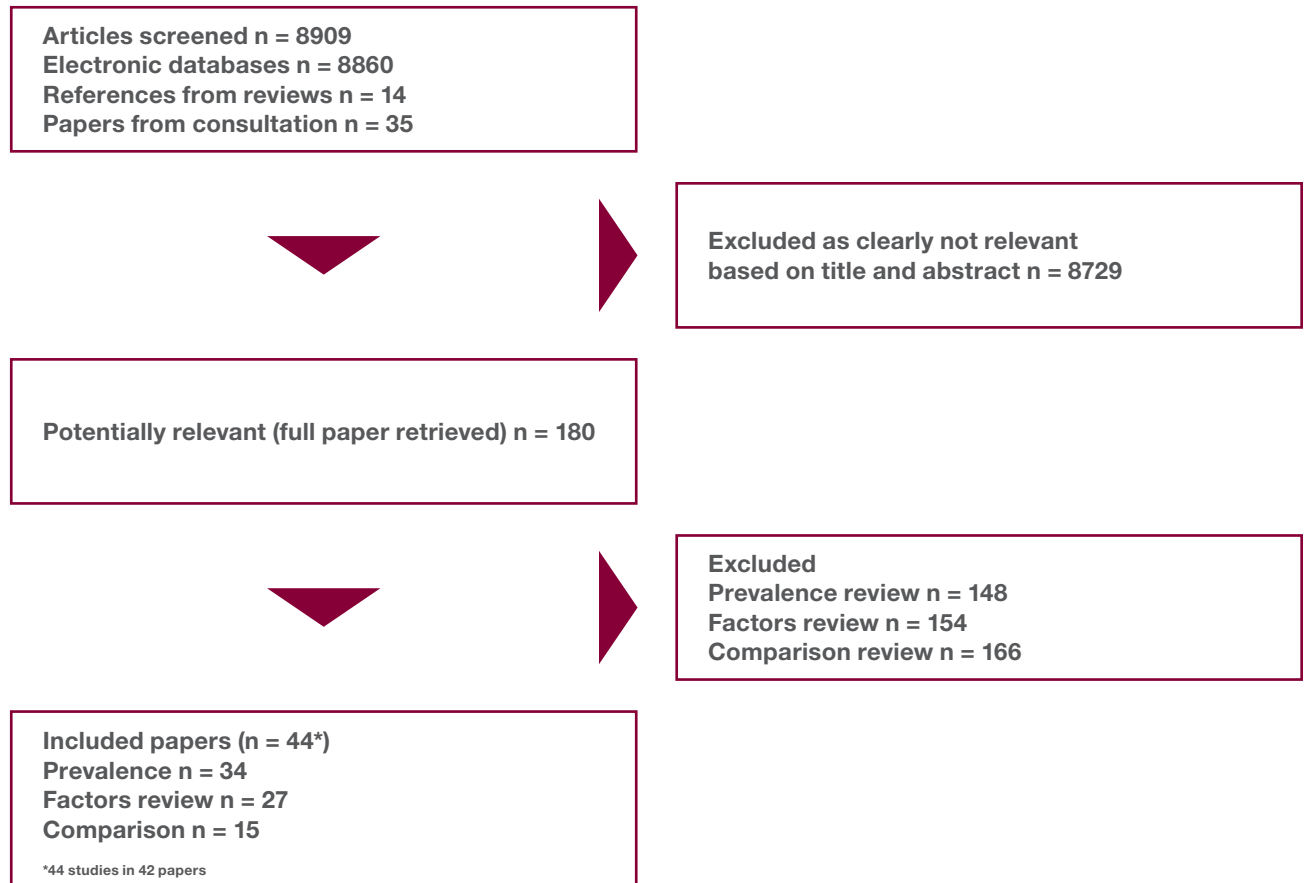 Articles screened n = 8909
Electronic databases n = 8860
References from reviews n = 14
Papers from consultation n = 35
Excluded as clearly not relevant
based on title and abstract n = 8729
Potentially relevant (full paper retrieved) n = 180
Excluded
Prevalence review n = 148
Factors review n = 154
Comparison review n = 166
Included papers (n = 44*)
Prevalence n = 34
Factors review n = 27
Comparison n = 15
*44 studies in 42 papers